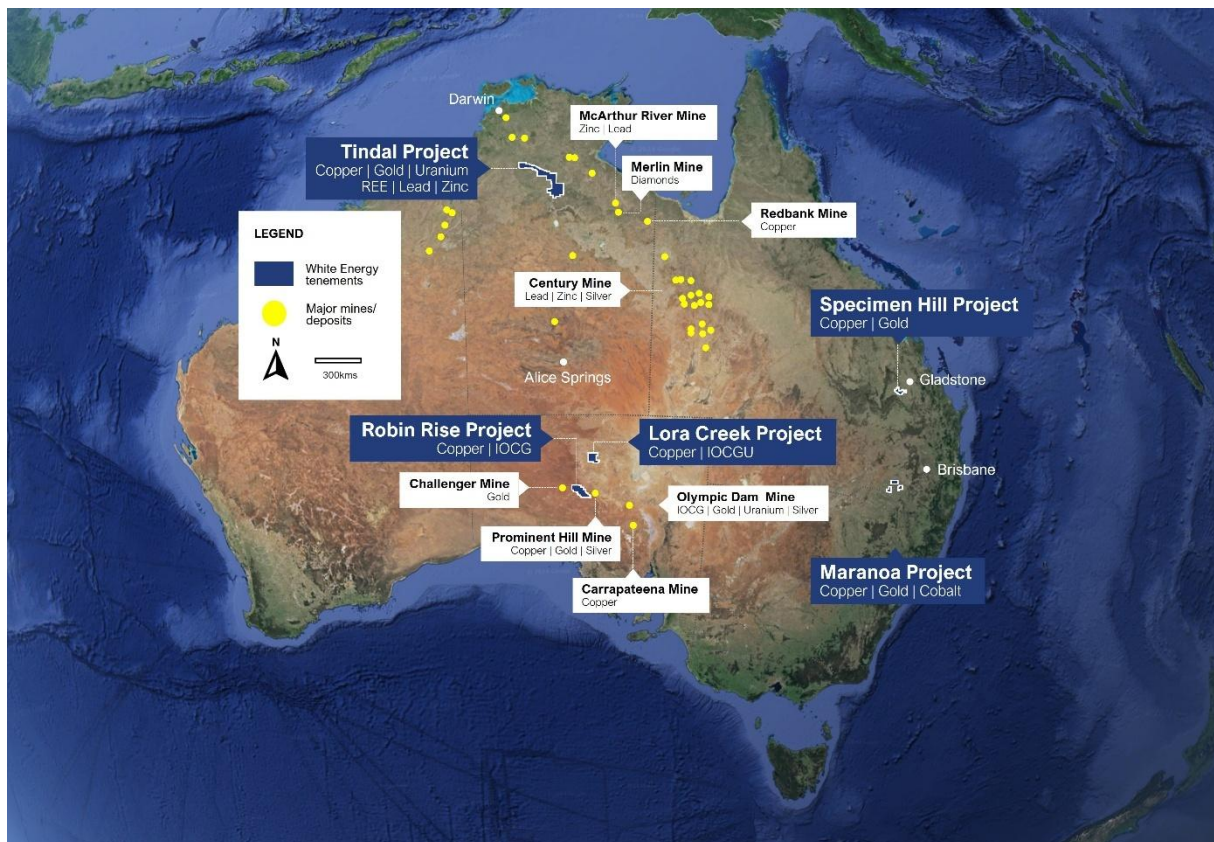 Darwin
McArthur River Mine
Zinc | Lead
Tindal Project
Copper | Gold | Uranium
REE | Lead | Zinc
Merlin Mine
Diamonds
Redbank Mine
Copper
LEGEND
White Energy
tenements
Major mines/
deposits
N
300kms
Century Mine
Lead | Zinc | Silver
Specimen Hill Project
Copper | Gold
Alice Springs
Gladstone
Robin Rise Project
Copper | IOCG
Lora Creek Project
Copper | IOCGU
Brisbane
Challenger Mine
Gold
Olympic Dam Mine
IOCG | Gold | Uranium | Silver
Prominent Hill Mine
Copper | Gold | Silver
Maranoa Project
Copper | Gold | Cobalt
Carrapateena Mine
Copper